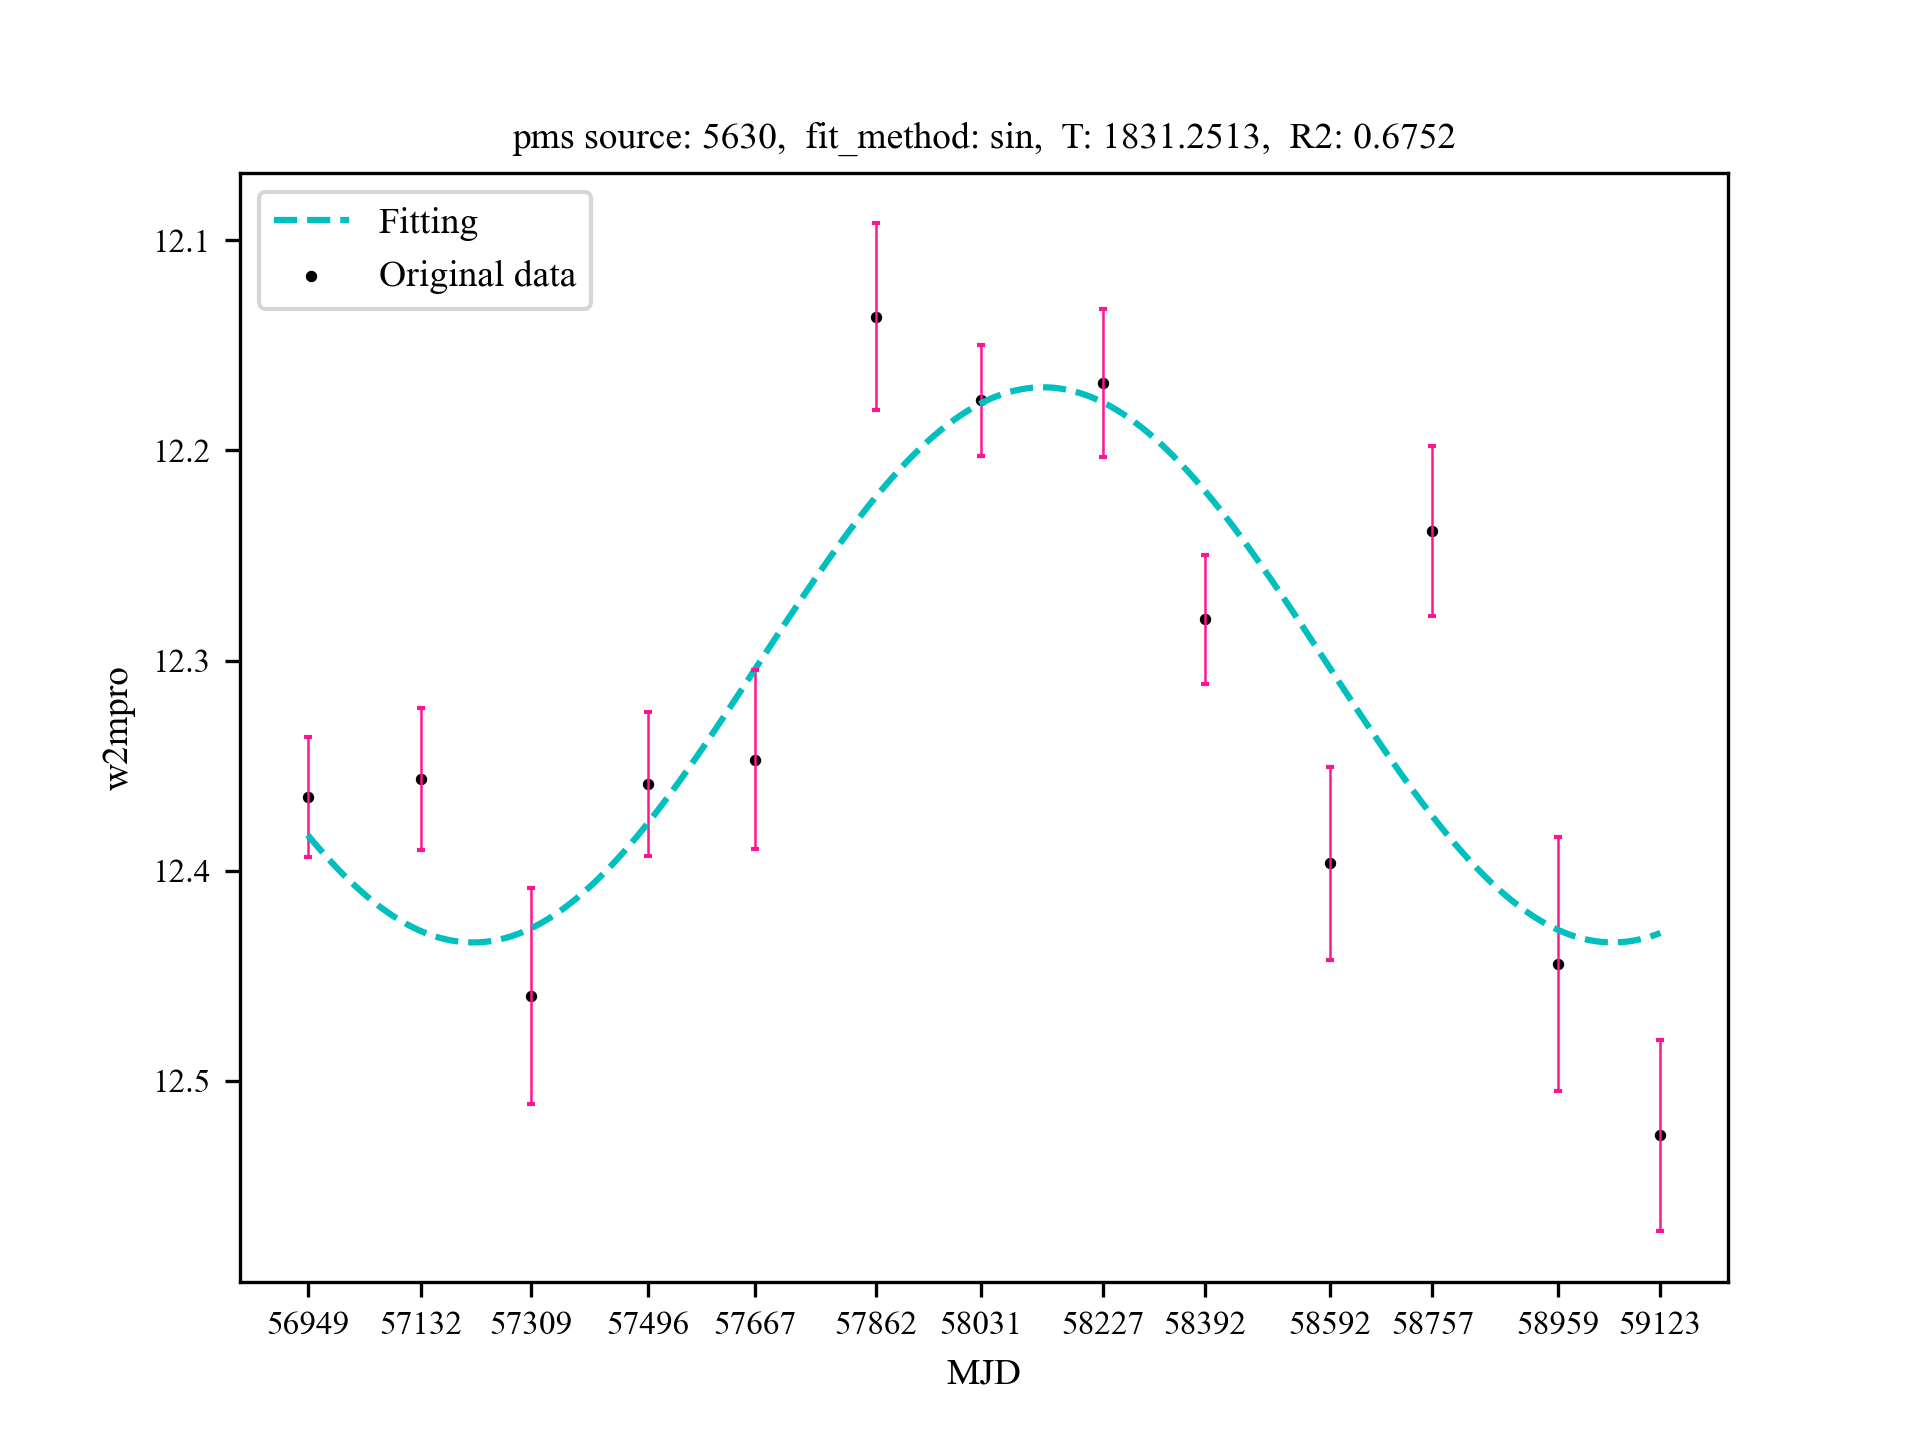 pms source: 5630,  fit_method: sin,  T: 1831.2513,  R2: 0.6752
Fitting
Original data
12.1
12.2
12.3
12.4
12.5
w2mpro
56949 57132 57309 57496 57667 57862 58031 58227 58392 58592 58757 58959 59123
MJD